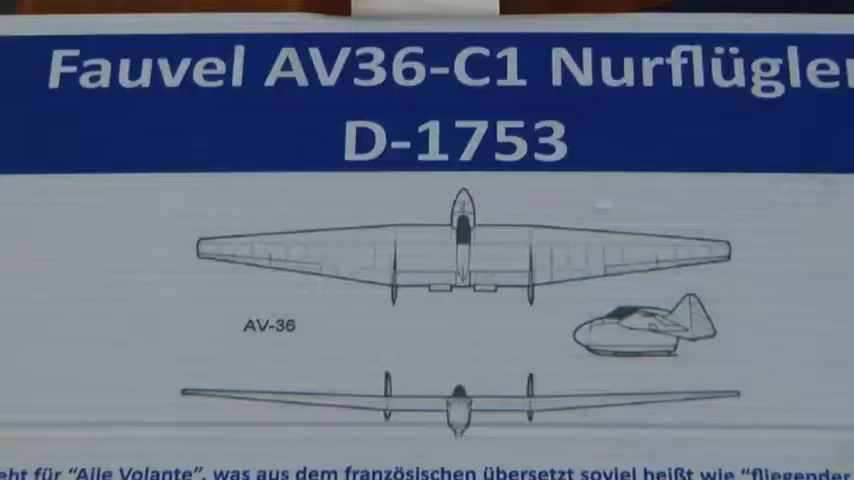 Fauvel AV36-C1 Nurflügler
D-1753
AV-36
eht für "Aile Volante", was aus dem französischen übersetzt soviel heißt wie "fliegender